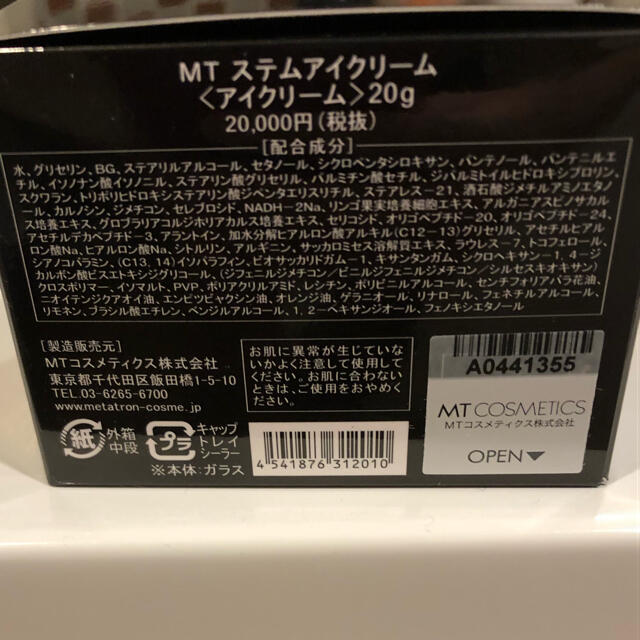 MT ステムアイクリーム
〈アイクリーム〉20g
20,000円(税抜)
[配合成分]
水、グリセリン、BG、ステアリルアルコール、セタノール、シクロペンタシロキサン、パンテノール、パンテニルエ
チル、イソノナン酸イソノニル、ステアリン酸グリセリル、パルミチン酸セチル、ジパルミトイルヒドロキシプロリン、
スクワラン、トリポリヒドロキシステアリン酸ジペンタエリスリチル、ステアレス-21、酒石酸ジメチルアミノエタノ
ール、カルノシン、ジメチコン、セレブロシド、NADH-2Na、リンゴ果実培養細胞エキス、アルガニアスピノサカル
ス培養エキス、グロブラリアコルジホリアカルス培養エキス、セリコシド、オリゴペプチド-20、オリゴペプチド-24、
アセチルデカペプチド-3、アラントイン、加水分解ヒアルロン酸アルキル(C12-13)グリセリル、アセチルヒア
ルロン酸Na、ヒアルロン酸Na、シトルリン、アルギニン、サッカロミセス溶解質エキス、ラウレス-7、トコフェロール、
シアノコバラミン、(C13, 14)イソパラフィン、ビオサッカリドガム-1、キサンタンガム、シクロヘキサン-1, 4-ジ
カルボン酸ビスエトキシジグリコール、(ジフェニルジメチコン/ビニルジフェニルジメチコン/シルセスキオキサン)
クロスポリマー、イソマルト、PVP、ポリアクリルアミド、レシチン、ポリビニルアルコール、センチフォリアバラ花油、
ニオイテンジクアオイ油、エンピツビャクシン油、オレンジ油、ゲラニオール、リナロール、フェネチルアルコール、
リモネン、ブラシル酸エチレン、ベンジルアルコール、1, 2-ヘキサンジオール、フェノキシエタノール
[製造販売元]
MTコスメティクス株式会社
東京都千代田区飯田橋1-5-10
TEL.03-6265-6700
www.metatron-cosme.jp
お肌に異常が生じていな
いかよく注意して使用して
ください。お肌に合わない
ときは、ご使用をおやめく
ださい。
A0441355
MT COSMETICS
MTコスメティクス株式会社
OPEN▼
紙 外箱
中段
プラ キャップ
トレイ
シーラー
※本体:ガラス
4 541876 312010